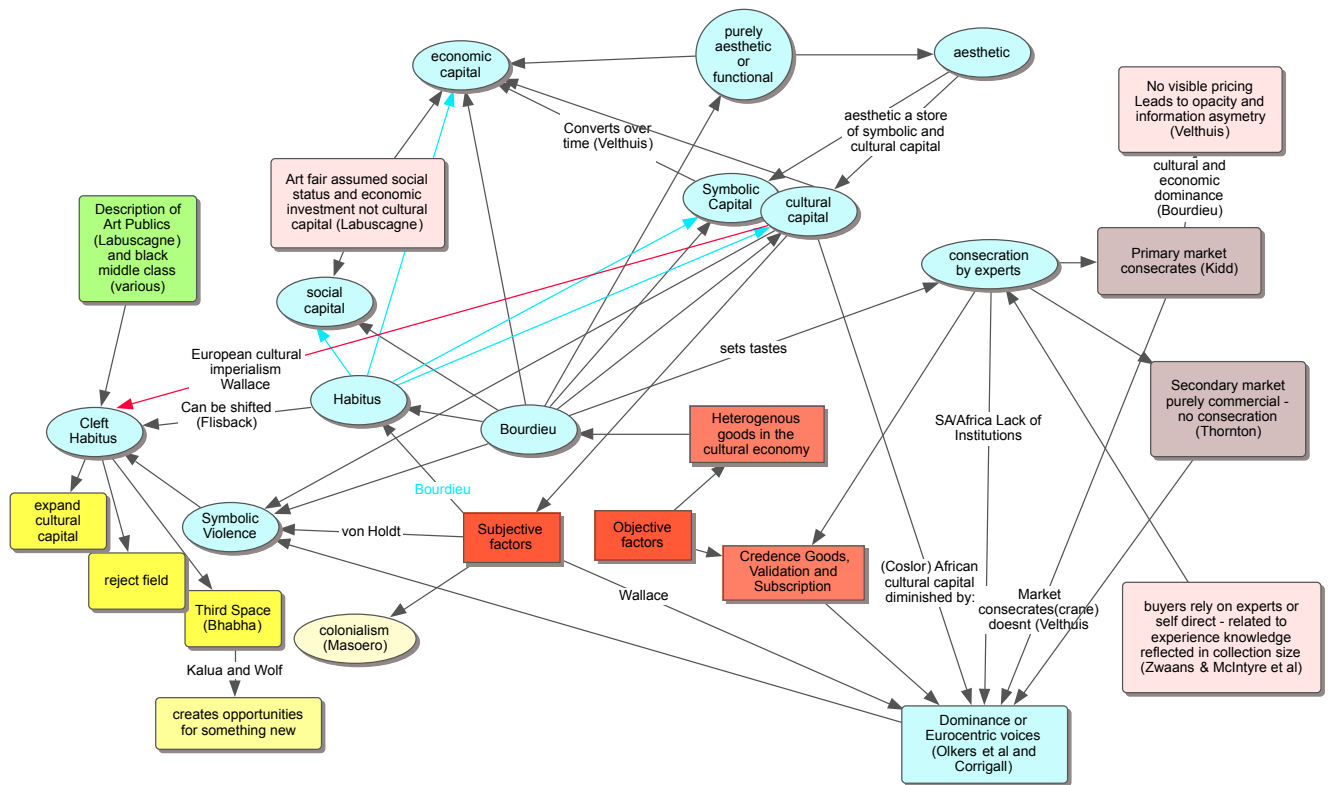 purely
aesthetic
or
functional
economic
capital
aesthetic
No visible pricing
Leads to opacity and
information asymetry
(Velthuis)
Converts over
time (Velthuis)
aesthetic a store
of symbolic and
cultural capital
cultural and
economic
dominance
(Bourdieu)
Art fair assumed social
status and economic
investment not cultural
capital (Labuscagne)
Symbolic
Capital
cultural
capital
Description of
Art Publics
(Labuscagne)
and black
middle class
(various)
consecration
by experts
Primary market
consecrates (Kidd)
social
capital
European cultural
imperialism
Wallace
sets tastes
Habitus
Secondary market
purely commercial -
no consecration
(Thornton)
Can be shifted
(Flisback)
Cleft
Habitus
Bourdieu
Heterogenous
goods in the
cultural economy
SA/Africa Lack of
Institutions
Bourdieu
expand
cultural
capital
Symbolic
Violence
von Holdt
Subjective
factors
Objective
factors
Credence Goods,
Validation and
Subscription
reject field
(Coslor) African
cultural capital
diminished by:
Wallace
Market
consecrates(crane)
doesnt (Velthuis
buyers rely on experts or
self direct - related to
experience knowledge
reflected in collection size
(Zwaans & McIntyre et al)
Third Space
(Bhabha)
colonialism
(Masoero)
Kalua and Wolf
creates opportunities
for something new
Dominance or
Eurocentric voices
(Olkers et al and
Corrigall)